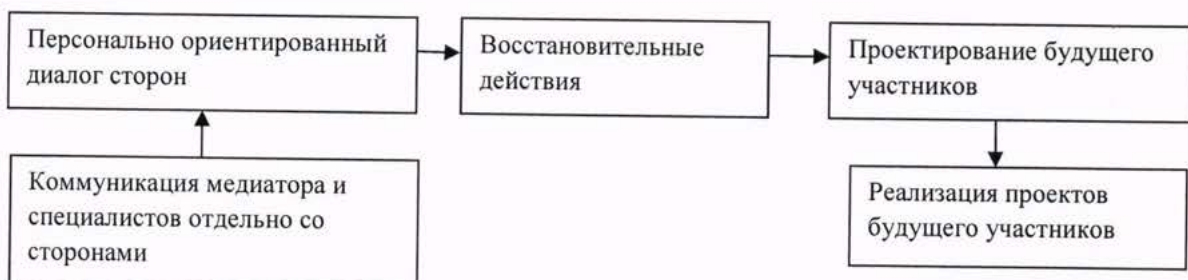 Персонально ориентированный
диалог сторон
Восстановительные
действия
Проектирование будущего
участников
Коммуникация медиатора и
специалистов отдельно со
сторонами
Реализация проектов
будущего участников